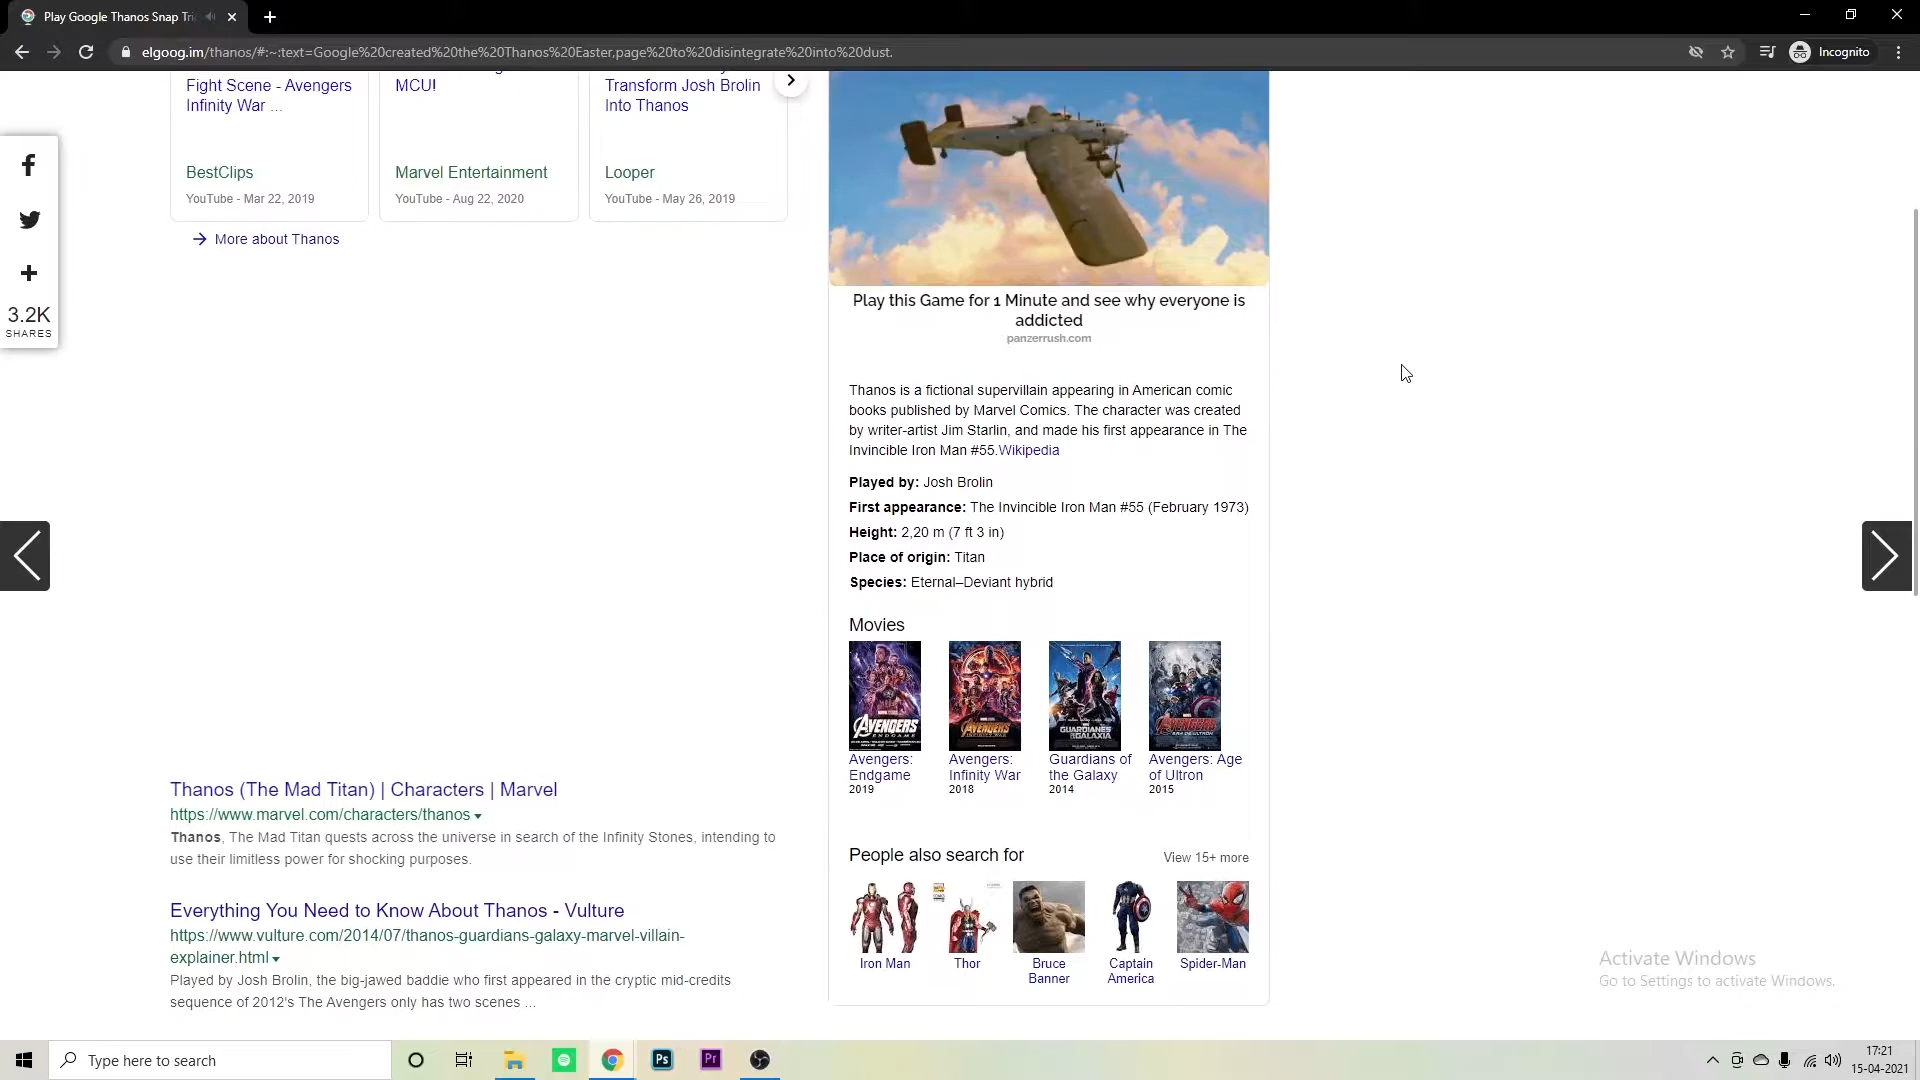 Play Google Thanos Snap Tri
elgoog.im/thanos/#:~:text=Google%20created%20the%20Thanos%20Easter,page%20to%20disintegrate%20into%20dust.
Incognito
Fight Scene - Avengers
Infinity War ...
BestClips
YouTube - Mar 22, 2019
MCU!
Marvel Entertainment
YouTube - Aug 22, 2020
Transform Josh Brolin
Into Thanos
Looper
YouTube - May 26, 2019
More about Thanos
3.2K
SHARES
Play this Game for 1 Minute and see why everyone is
addicted
panzerrush.com
Thanos is a fictional supervillain appearing in American comic
books published by Marvel Comics. The character was created
by writer-artist Jim Starlin, and made his first appearance in The
Invincible Iron Man #55.Wikipedia
Played by: Josh Brolin
First appearance: The Invincible Iron Man #55 (February 1973)
Height: 2,20 m (7 ft 3 in)
Place of origin: Titan
Species: Eternal–Deviant hybrid
Movies
AVENGERS
ENDGAME
AVENGERS
GUARDIANES
GALAXIA
AVENGERS
ERA DE ULTRON
Avengers:
Endgame
2019
Avengers:
Infinity War
2018
Guardians of
the Galaxy
2014
Avengers: Age
of Ultron
2015
People also search for
View 15+ more
Iron Man
Thor
Bruce
Banner
Captain
America
Spider-Man
Thanos (The Mad Titan) | Characters | Marvel
https://www.marvel.com/characters/thanos
Thanos, The Mad Titan quests across the universe in search of the Infinity Stones, intending to
use their limitless power for shocking purposes.
Everything You Need to Know About Thanos - Vulture
https://www.vulture.com/2014/07/thanos-guardians-galaxy-marvel-villain-
explainer.html
Played by Josh Brolin, the big-jawed baddie who first appeared in the cryptic mid-credits
sequence of 2012's The Avengers only has two scenes ...
Activate Windows
Go to Settings to activate Windows.
Type here to search
Ps
Pr
17:21
15-04-2021